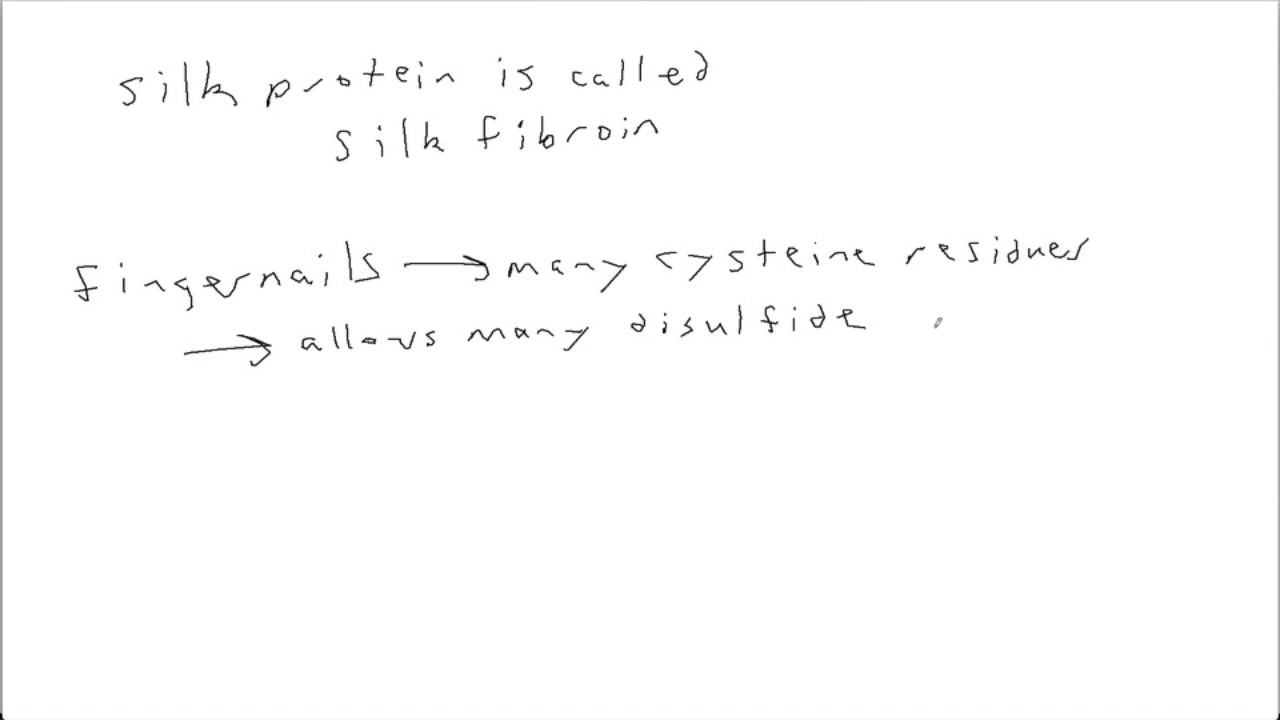 silk protein is called
silk fibroin
fingernails → many cysteine residues
→ allows many disulfide